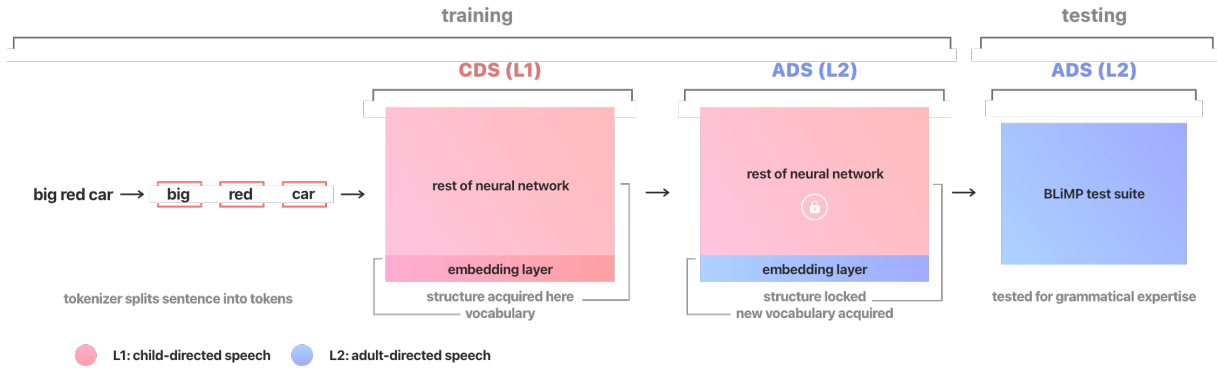 training
testing
CDS (L1)
ADS (L2)
ADS (L2)
big red car
big
red
car
rest of neural network
embedding layer
rest of neural network
embedding layer
BLiMP test suite
tokenizer splits sentence into tokens
structure acquired here
vocabulary
structure locked
new vocabulary acquired
tested for grammatical expertise
L1: child-directed speech
L2: adult-directed speech